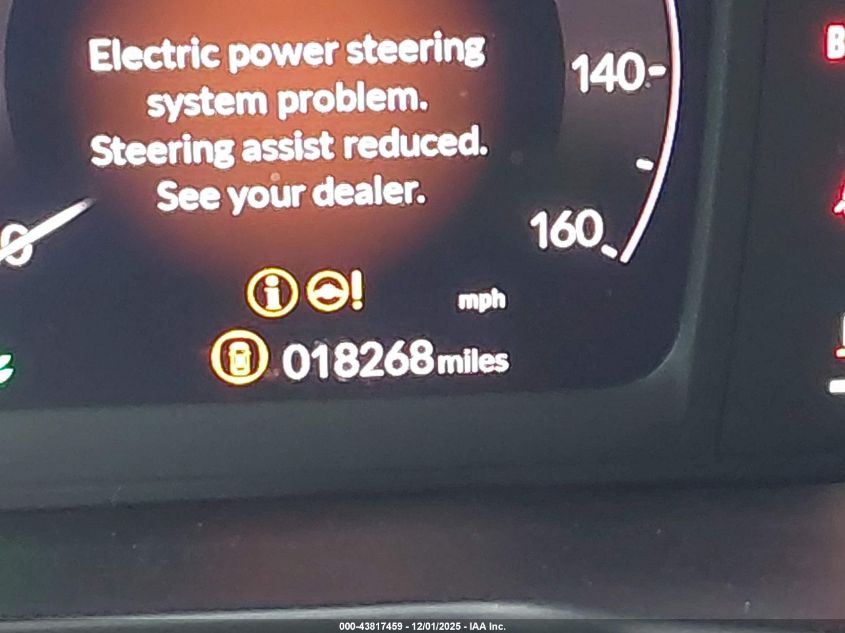 Electric power steering
system problem.
Steering assist reduced.
See your dealer.
140
160
0
mph
018268 miles
B
000-43817459 - 12/01/2025 - IAA Inc.